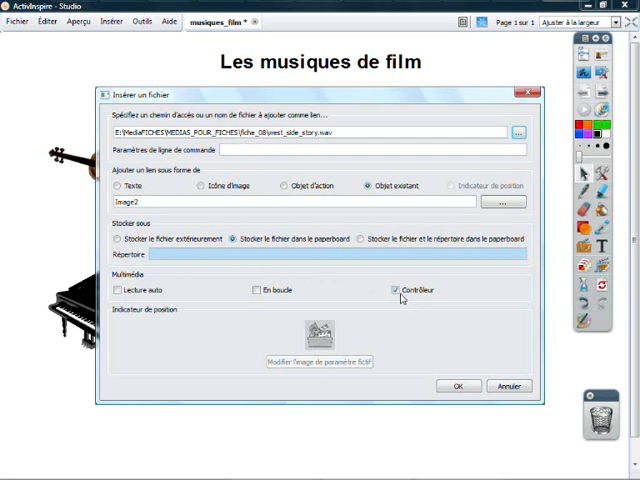 ActivInspire - Studio
Fichier Éditer Aperçu Insérer Outils Aide musiques_film * Page 1 sur 1 Ajuster à la largeur
Les musiques de film
Insérer un fichier
Spécifiez un chemin d'accès ou un nom de fichier à ajouter comme lien...
E:\MediaFICHES\MEDIAS_POUR_FICHES\fiche_08\west_side_story.wav ...
Paramètres de ligne de commande
Ajouter un lien sous forme de
Texte Icône d'image Objet d'action Objet existant Indicateur de position
Image2 ...
Stocker sous
Stocker le fichier extérieurement Stocker le fichier dans le paperboard Stocker le fichier et le répertoire dans le paperboard
Répertoire
Multimédia
Lecture auto En boucle Contrôleur
Indicateur de position
Modifier l'image de paramètre fictif
OK Annuler
T